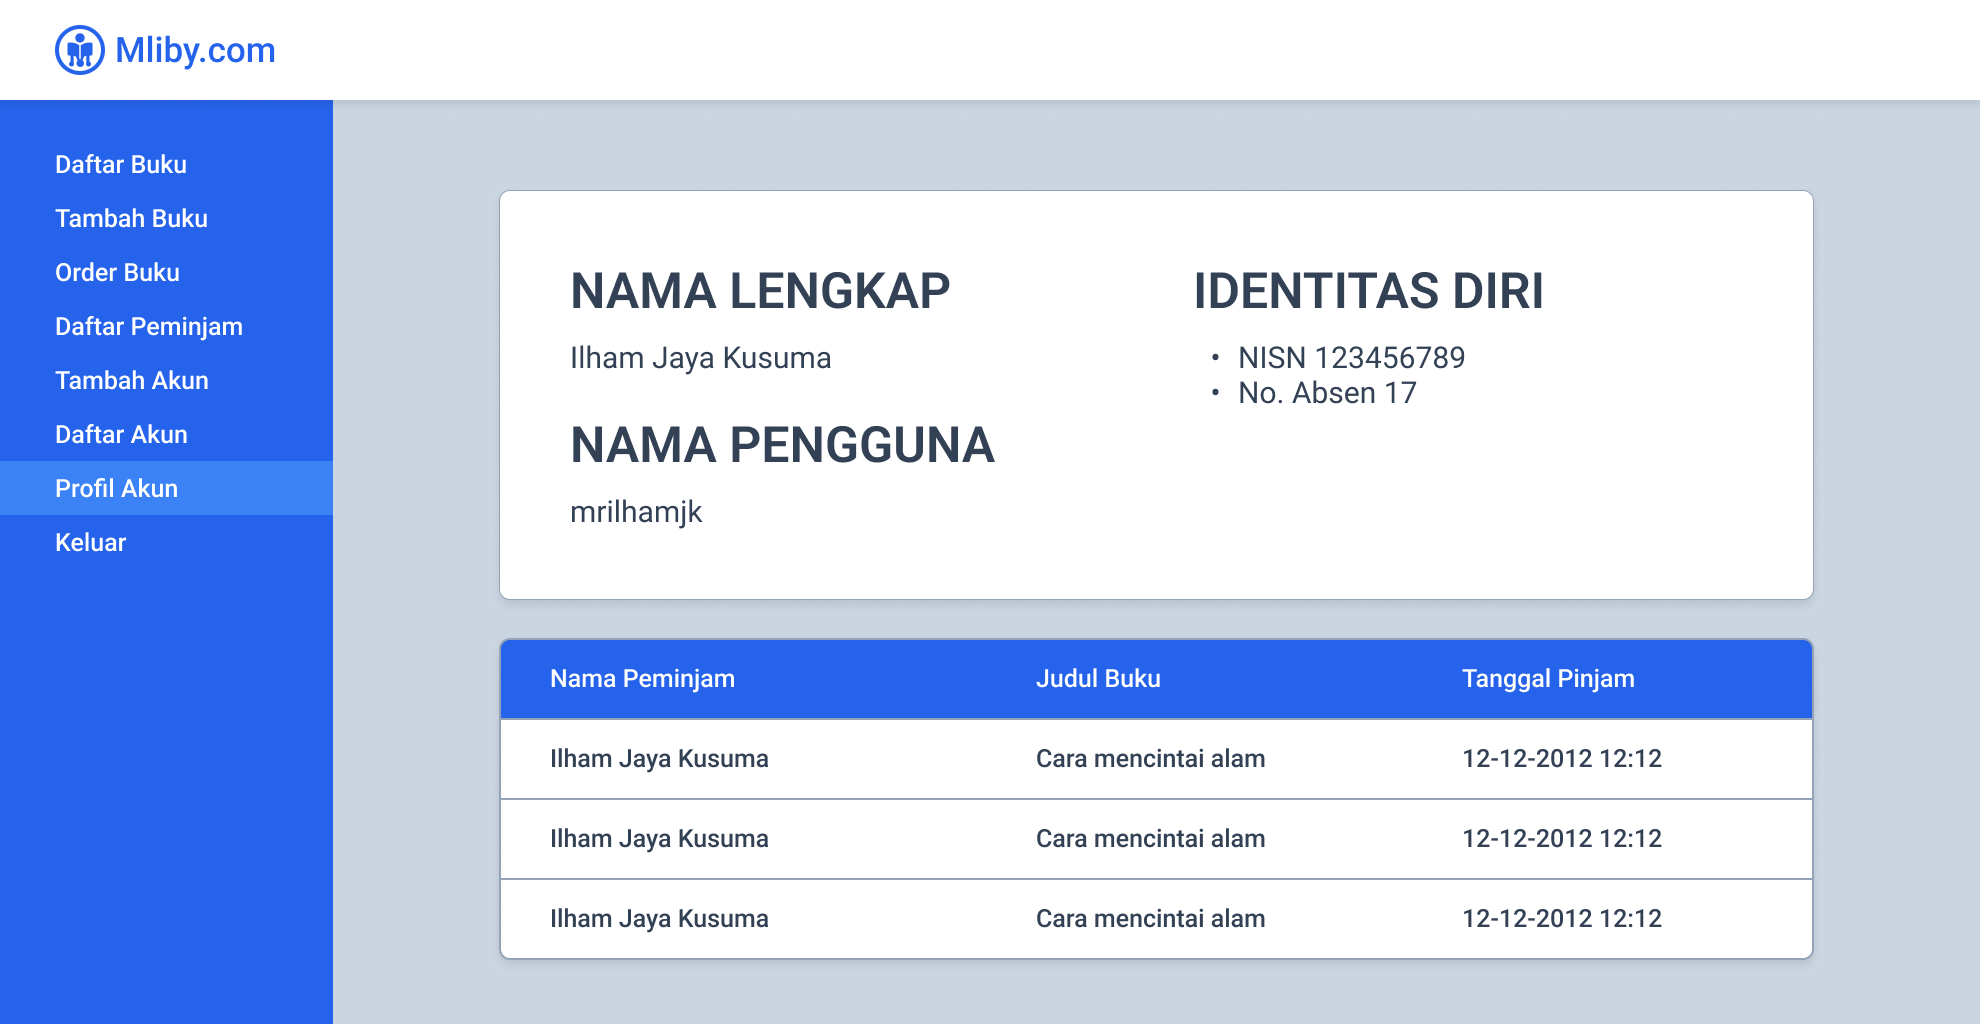 Mliby.com
Daftar Buku
Tambah Buku
Order Buku
Daftar Peminjam
Tambah Akun
Daftar Akun
Profil Akun
Keluar
NAMA LENGKAP
Ilham Jaya Kusuma
NAMA PENGGUNA
mrilhamjk
IDENTITAS DIRI
• NISN 123456789
• No. Absen 17
Nama Peminjam Judul Buku Tanggal Pinjam
Ilham Jaya Kusuma Cara mencintai alam 12-12-2012 12:12
Ilham Jaya Kusuma Cara mencintai alam 12-12-2012 12:12
Ilham Jaya Kusuma Cara mencintai alam 12-12-2012 12:12